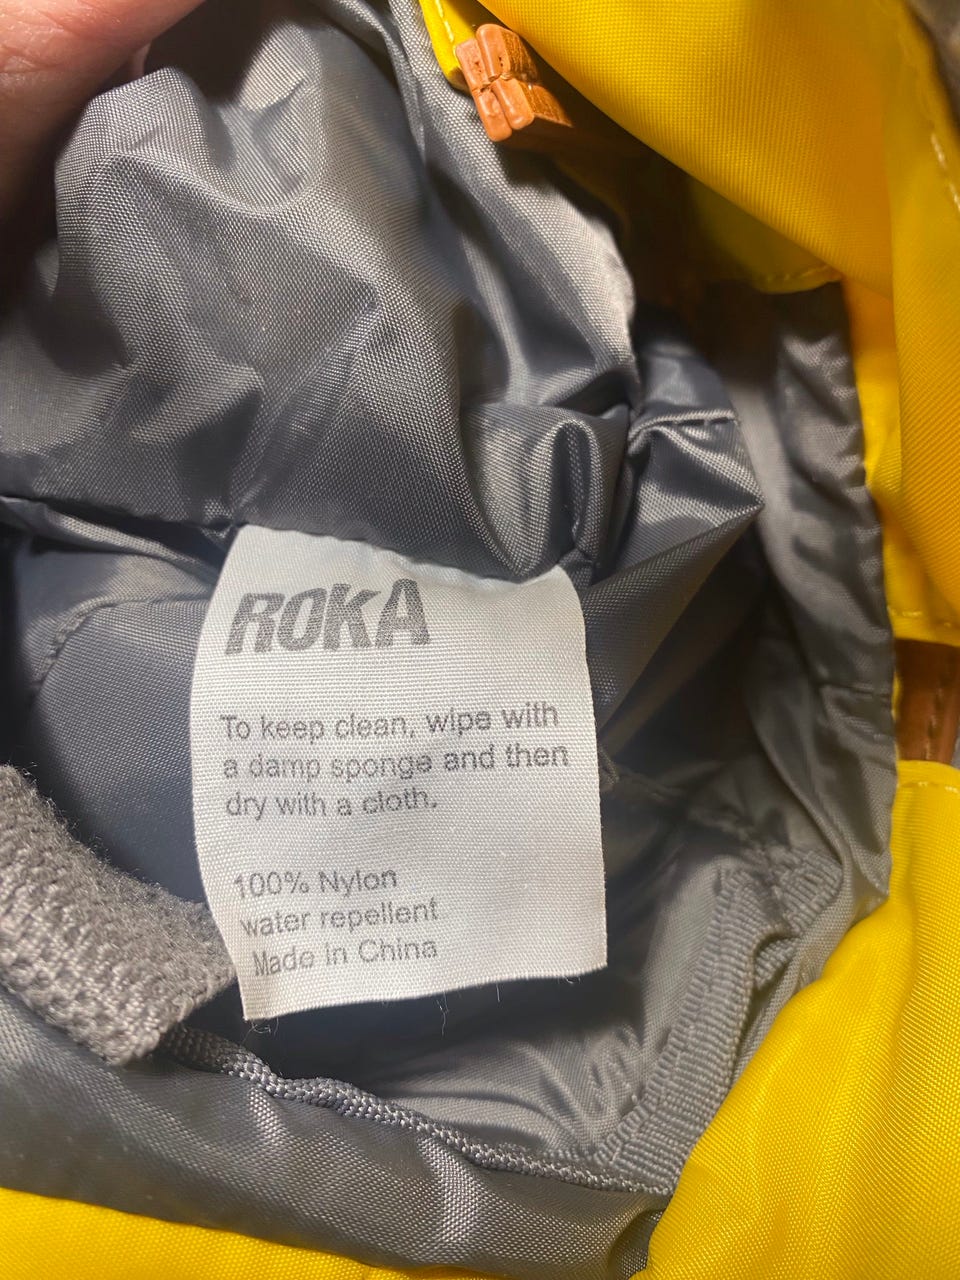 ROKA
To keep clean, wipe with
a damp sponge and then
dry with a cloth.
100% Nylon
water repellent
Made in China